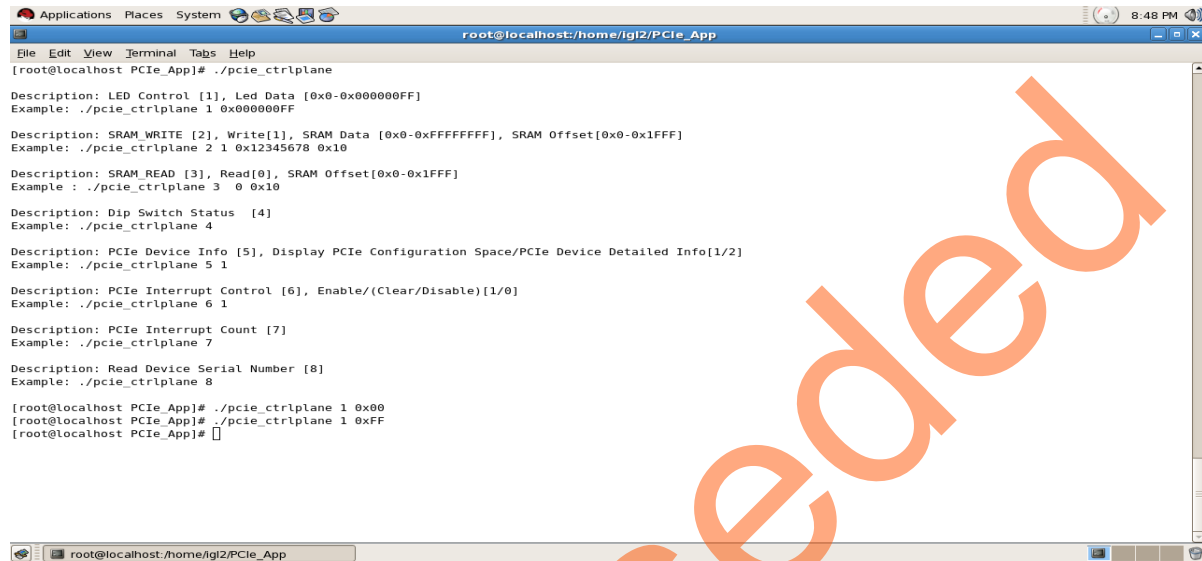 Applications Places System 8:48 PM
root@localhost:/home/igl2/PCIe_App
File Edit View Terminal Tabs Help
[root@localhost PCIe_App]# ./pcie_ctrlplane
Description: LED Control [1], Led Data [0x0-0x000000FF]
Example: ./pcie_ctrlplane 1 0x000000FF
Description: SRAM_WRITE [2], Write[1], SRAM Data [0x0-0xFFFFFFFF], SRAM Offset[0x0-0x1FFF]
Example: ./pcie_ctrlplane 2 1 0x12345678 0x10
Description: SRAM_READ [3], Read[0], SRAM Offset[0x0-0x1FFF]
Example : ./pcie_ctrlplane 3  0 0x10
Description: Dip Switch Status  [4]
Example: ./pcie_ctrlplane 4
Description: PCIe Device Info [5], Display PCIe Configuration Space/PCIe Device Detailed Info[1/2]
Example: ./pcie_ctrlplane 5 1
Description: PCIe Interrupt Control [6], Enable/(Clear/Disable)[1/0]
Example: ./pcie_ctrlplane 6 1
Description: PCIe Interrupt Count [7]
Example: ./pcie_ctrlplane 7
Description: Read Device Serial Number [8]
Example: ./pcie_ctrlplane 8
[root@localhost PCIe_App]# ./pcie_ctrlplane 1 0x00
[root@localhost PCIe_App]# ./pcie_ctrlplane 1 0xFF
[root@localhost PCIe_App]#
root@localhost:/home/igl2/PCIe_App
eded